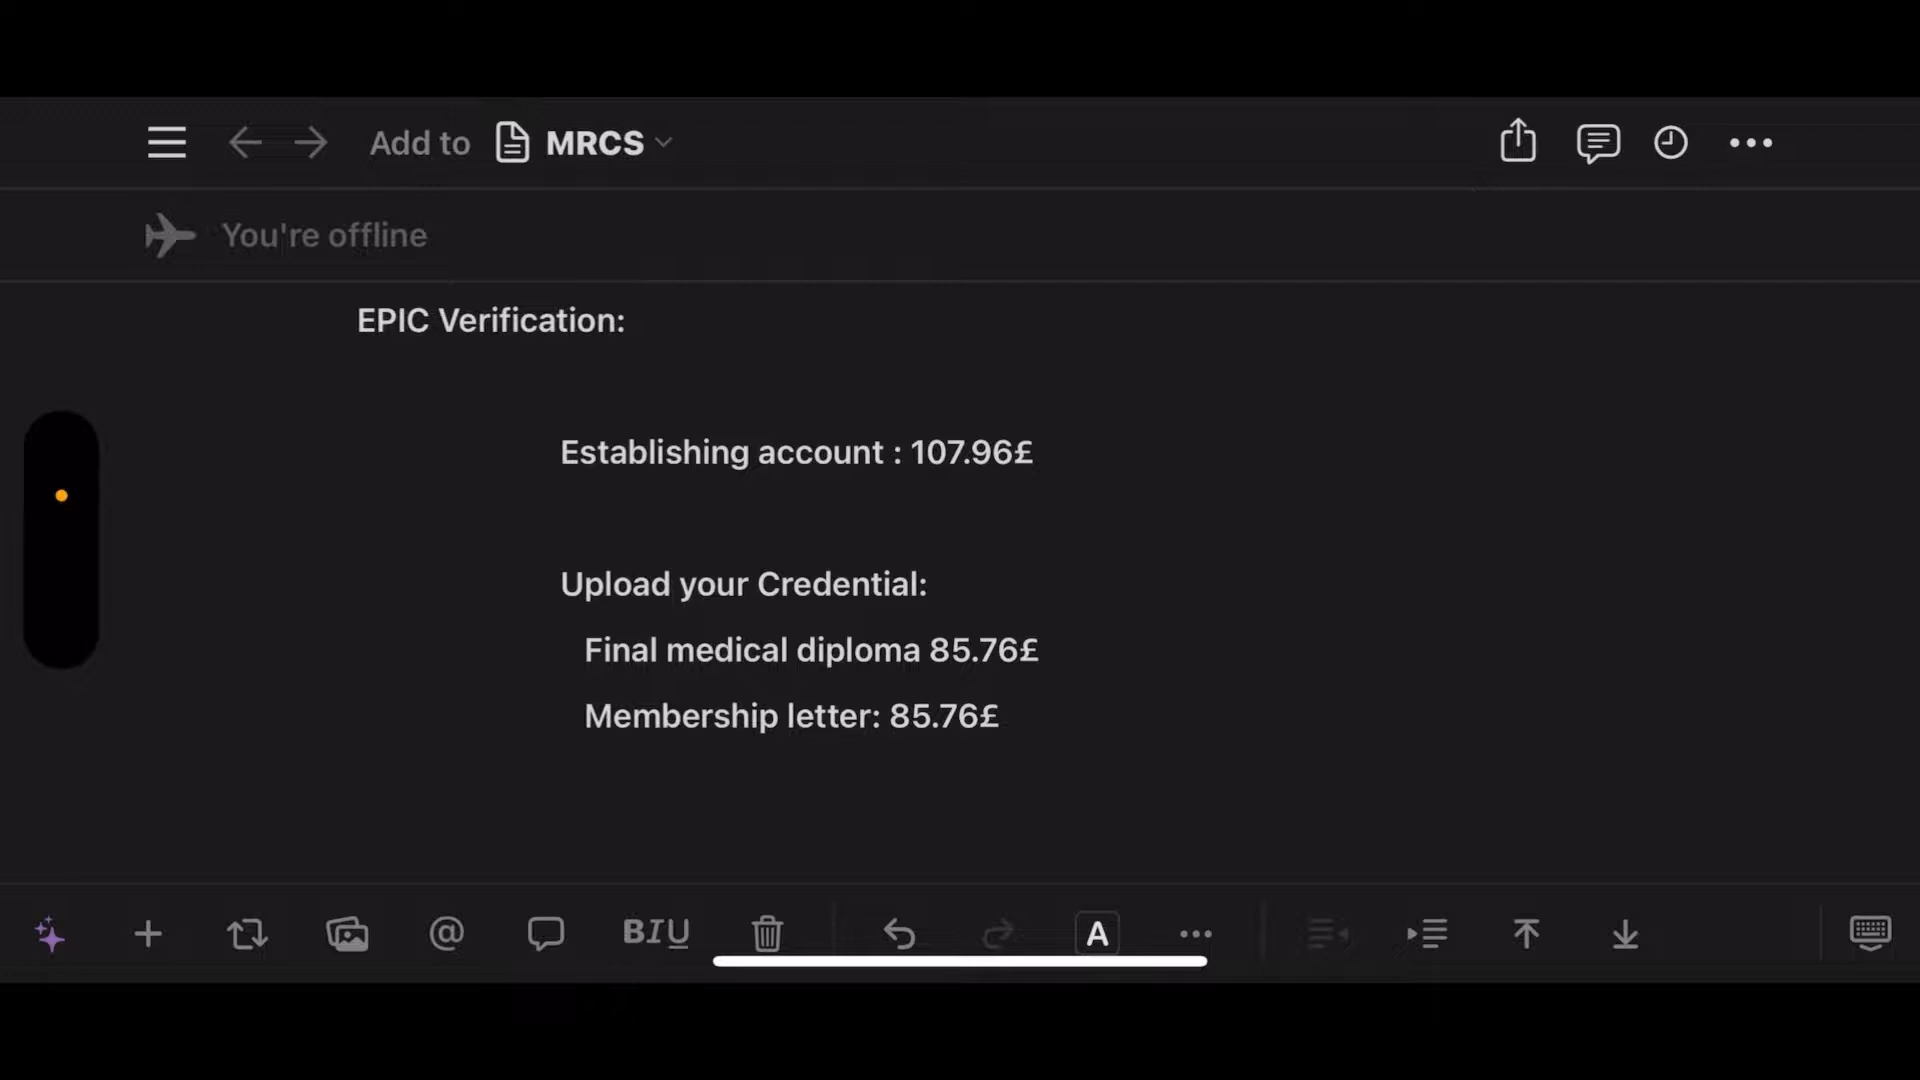 Add to MRCS
You're offline
EPIC Verification:
Establishing account : 107.96£
Upload your Credential:
Final medical diploma 85.76£
Membership letter: 85.76£
BIU
A